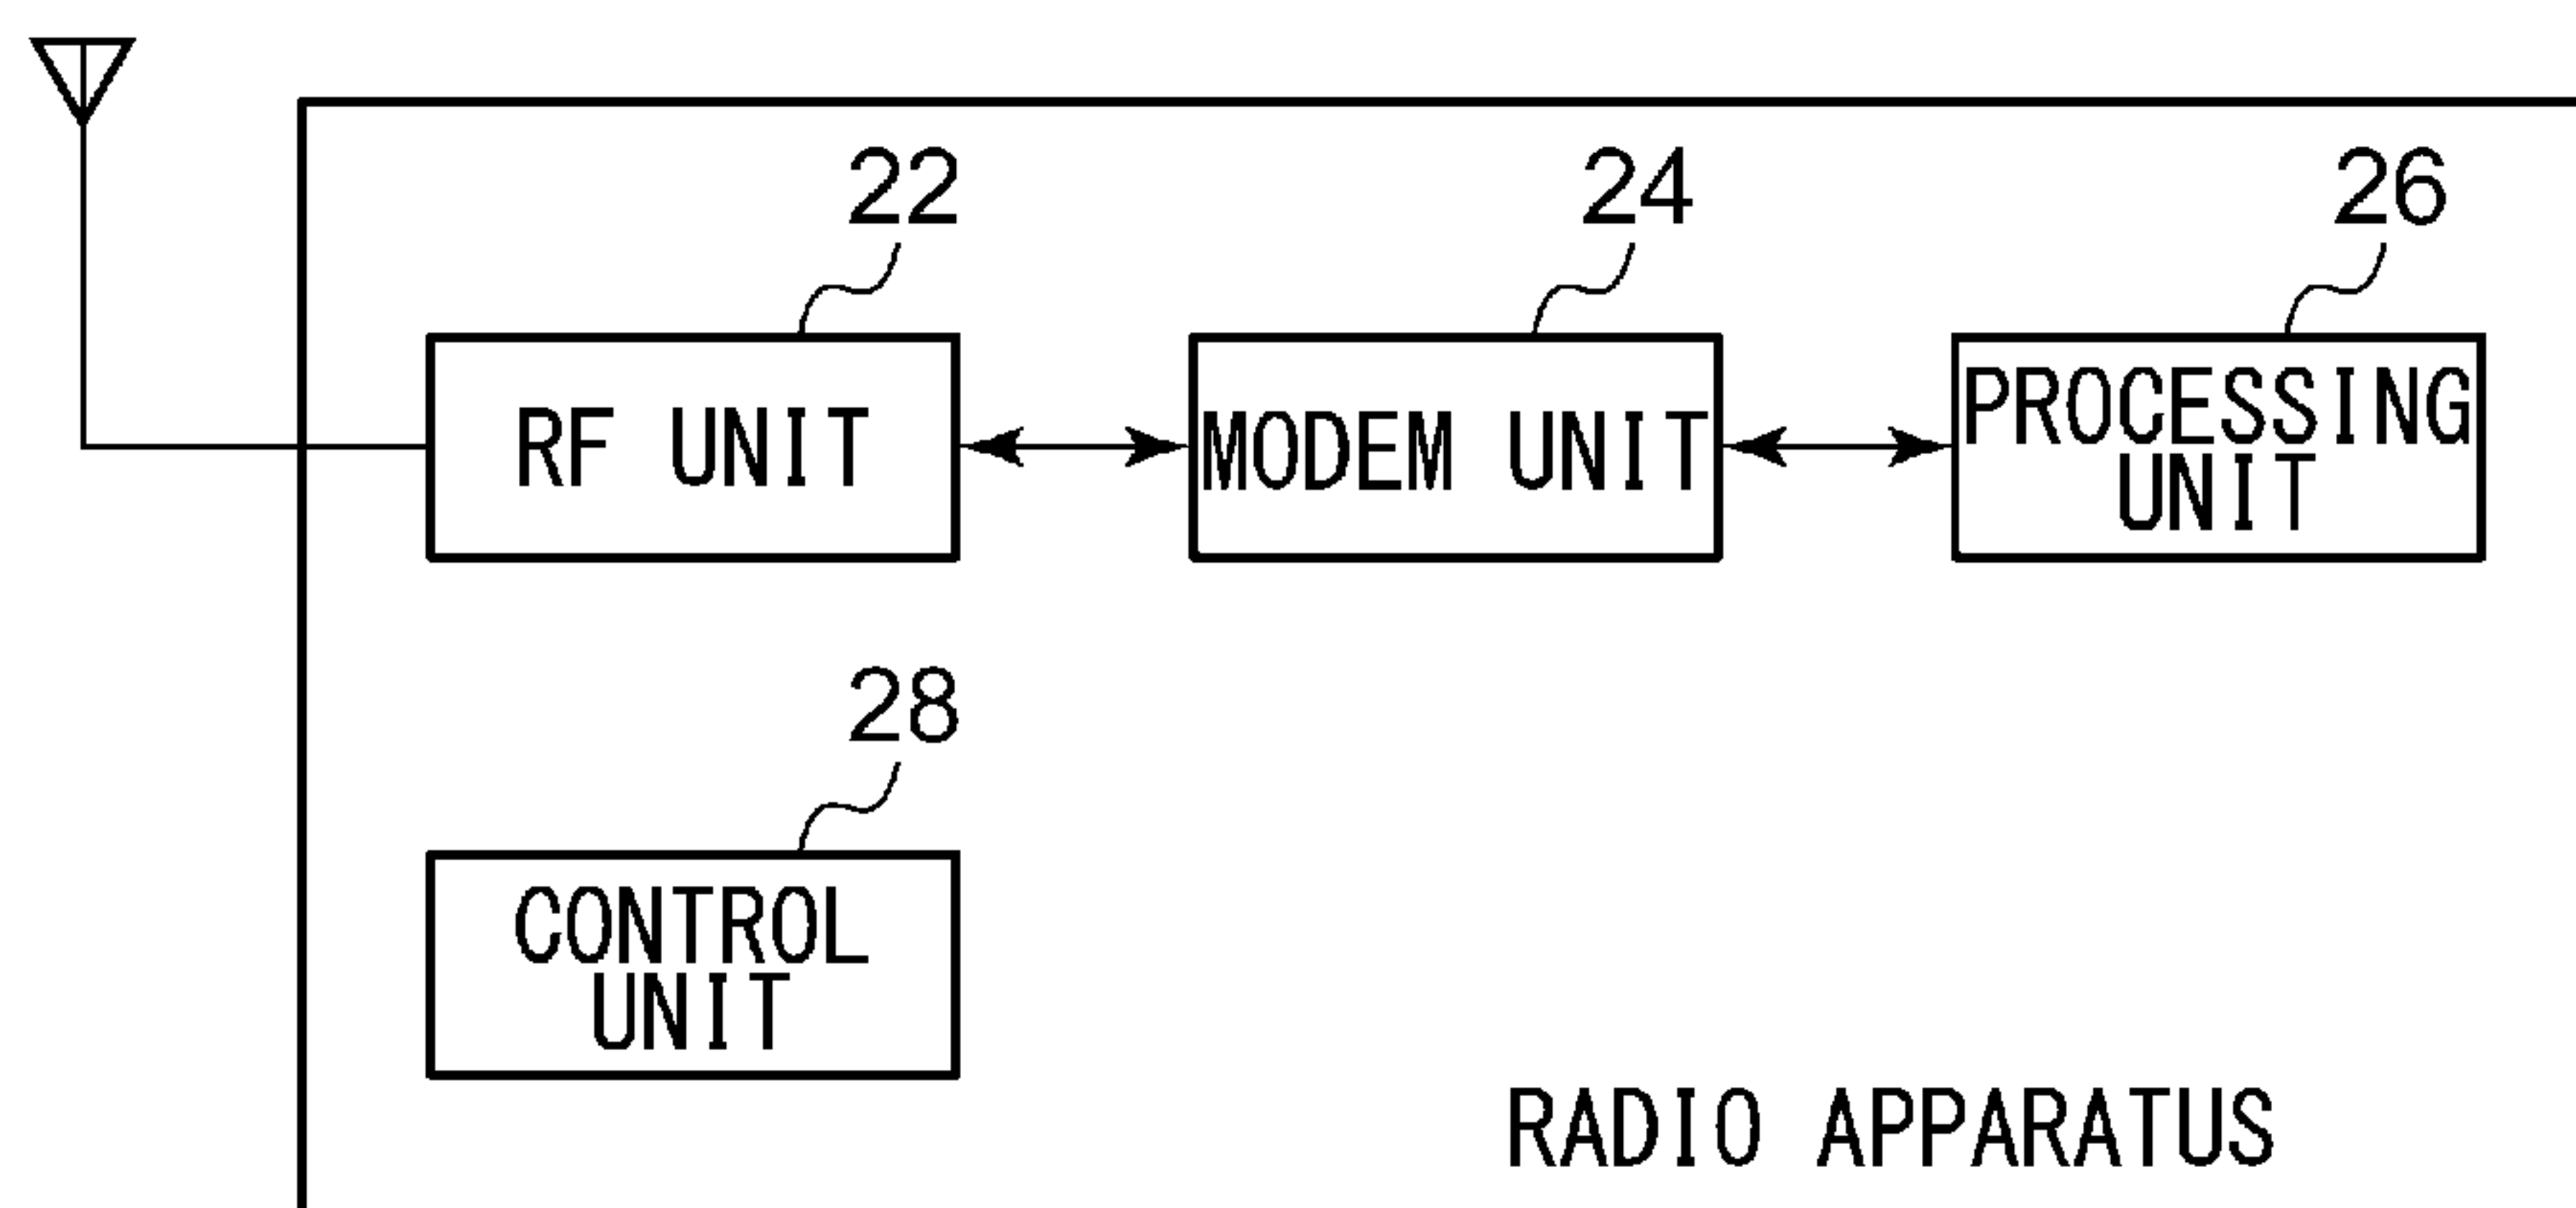 22
24
26
RF UNIT
MODEM UNIT
PROCESSING
UNIT
28
CONTROL
UNIT
RADIO APPARATUS